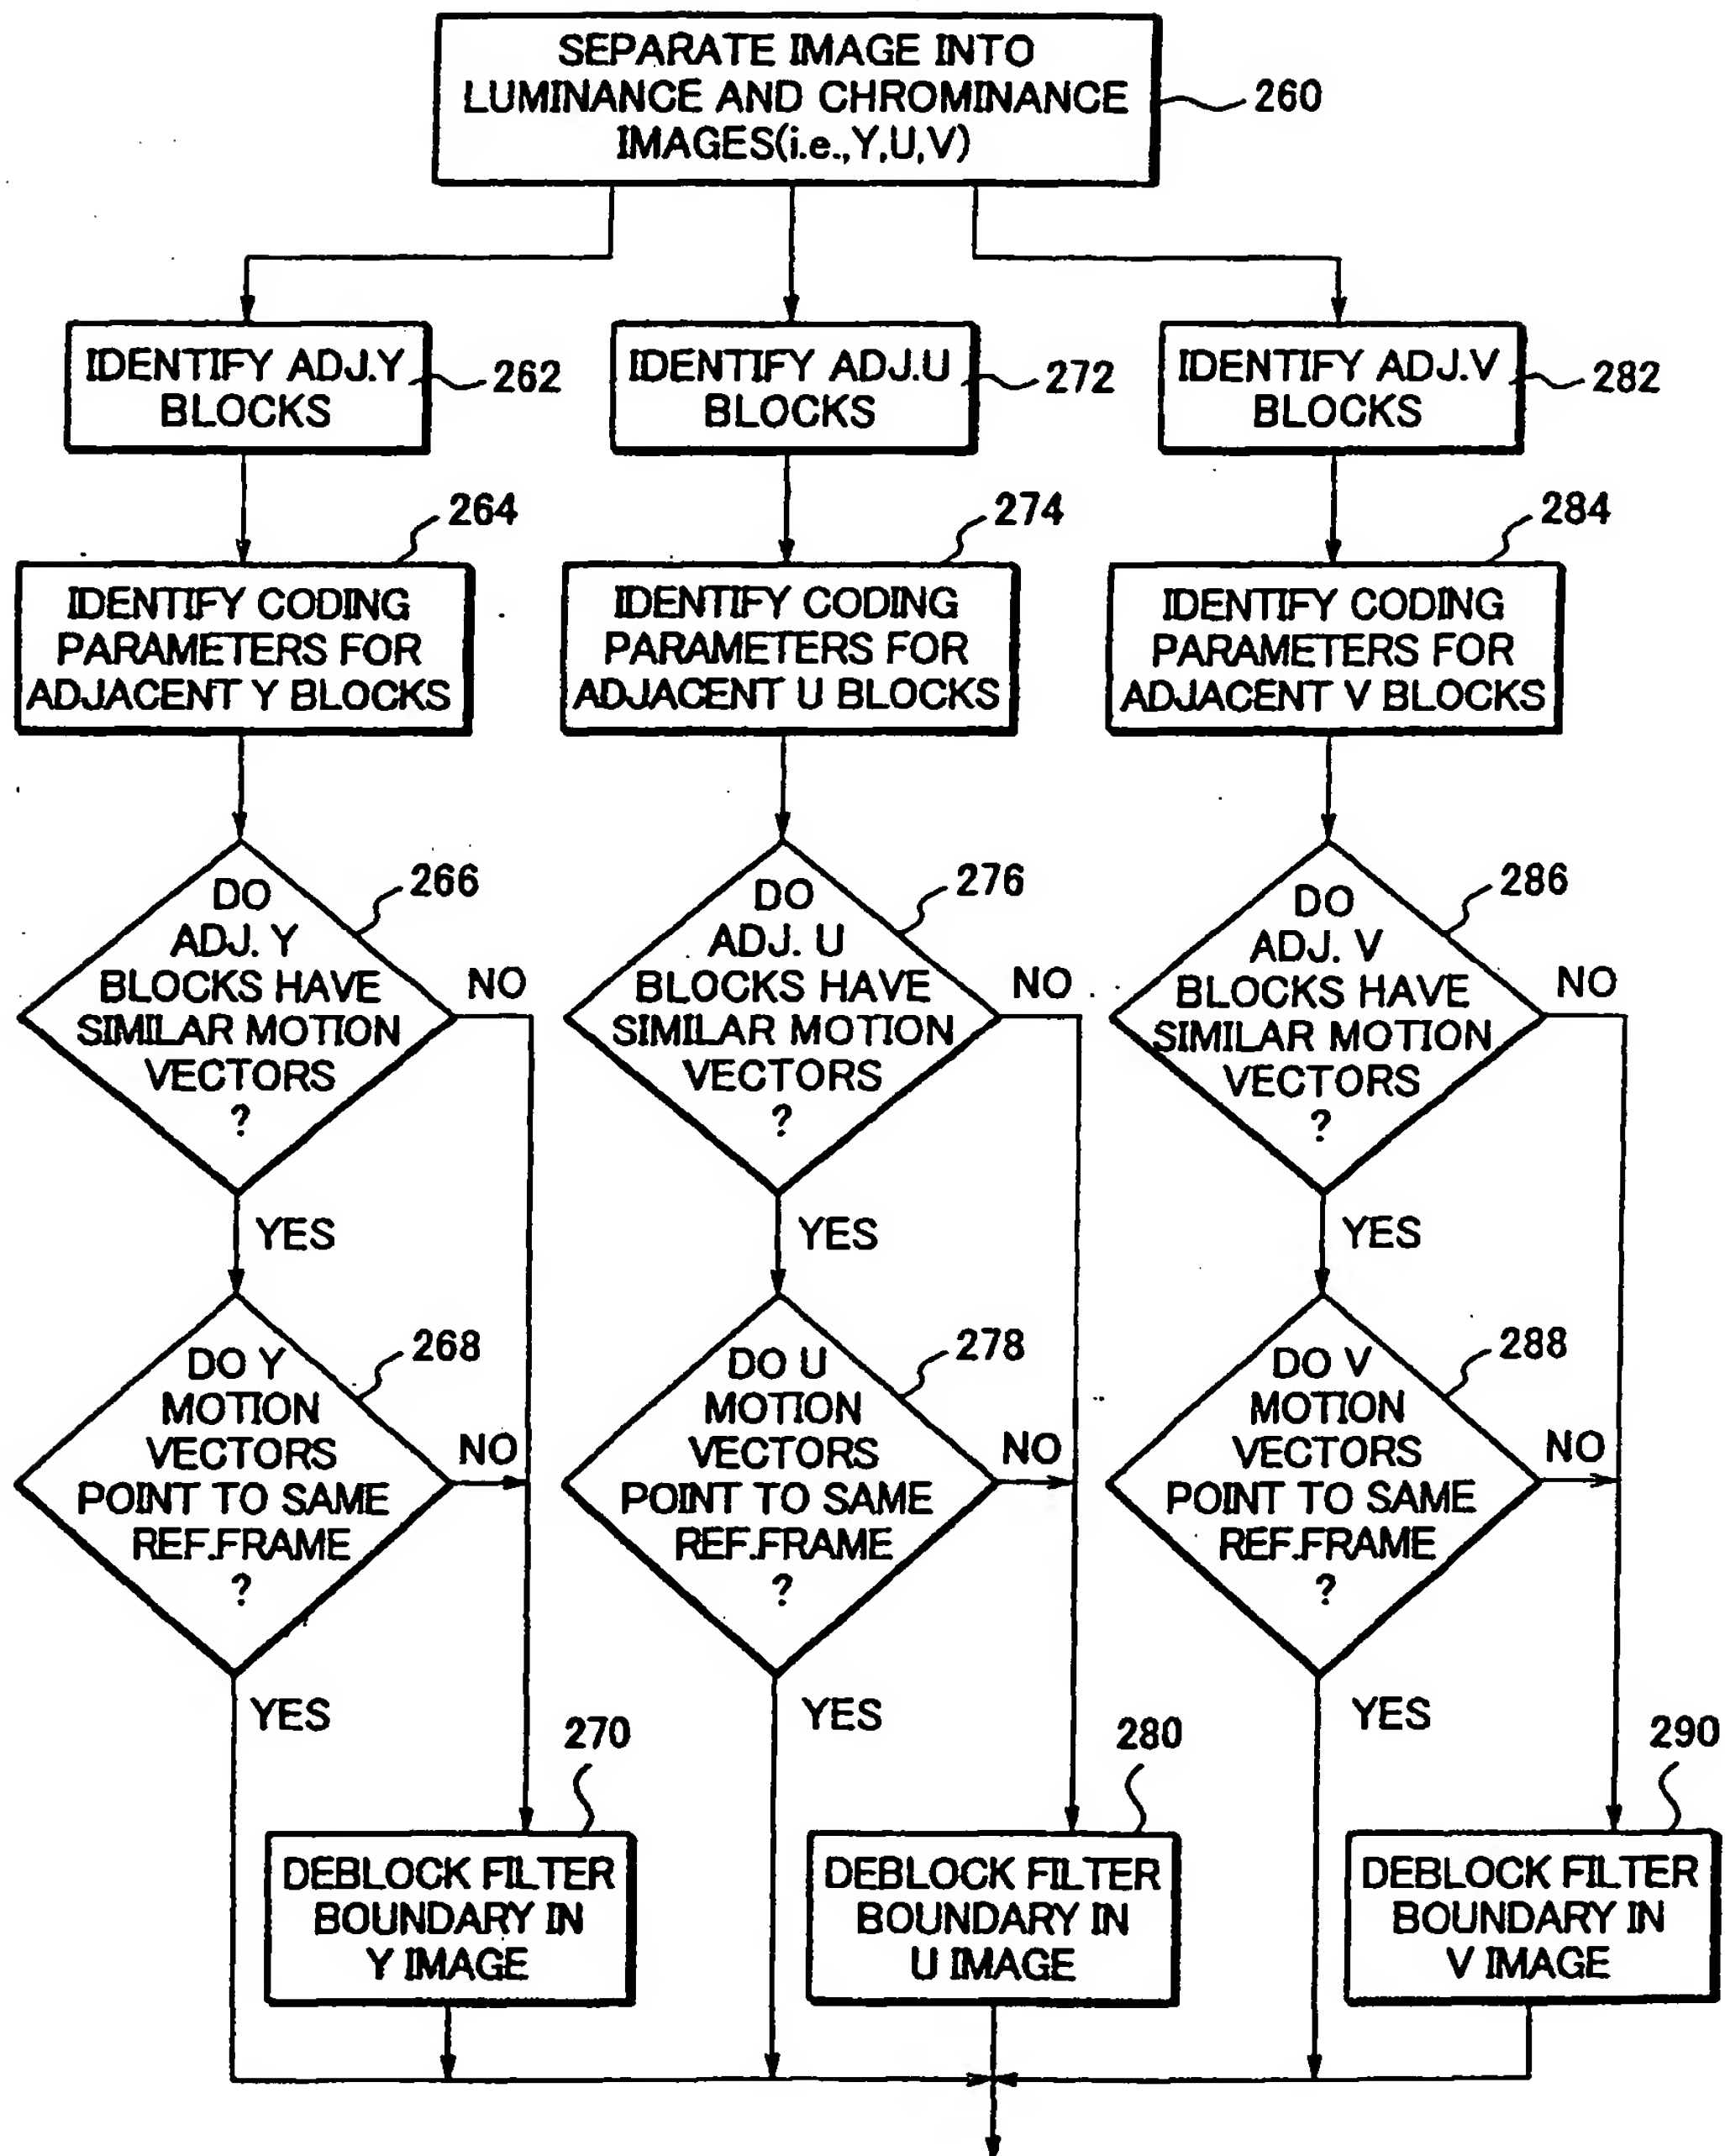 SEPARATE IMAGE INTO
LUMINANCE AND CHROMINANCE
IMAGES(i.e.,Y,U,V)
260
IDENTIFY ADJ.Y
BLOCKS
262
IDENTIFY ADJ.U
BLOCKS
272
IDENTIFY ADJ.V
BLOCKS
282
264
IDENTIFY CODING
PARAMETERS FOR
ADJACENT Y BLOCKS
274
IDENTIFY CODING
PARAMETERS FOR
ADJACENT U BLOCKS
284
IDENTIFY CODING
PARAMETERS FOR
ADJACENT V BLOCKS
266
DO
ADJ. Y
BLOCKS HAVE
SIMILAR MOTION
VECTORS
?
NO
YES
276
DO
ADJ. U
BLOCKS HAVE
SIMILAR MOTION
VECTORS
?
NO
YES
286
DO
ADJ. V
BLOCKS HAVE
SIMILAR MOTION
VECTORS
?
NO
YES
268
DO Y
MOTION
VECTORS
POINT TO SAME
REF.FRAME
?
NO
YES
278
DO U
MOTION
VECTORS
POINT TO SAME
REF.FRAME
?
NO
YES
288
DO V
MOTION
VECTORS
POINT TO SAME
REF.FRAME
?
NO
YES
270
DEBLOCK FILTER
BOUNDARY IN
Y IMAGE
280
DEBLOCK FILTER
BOUNDARY IN
U IMAGE
290
DEBLOCK FILTER
BOUNDARY IN
V IMAGE